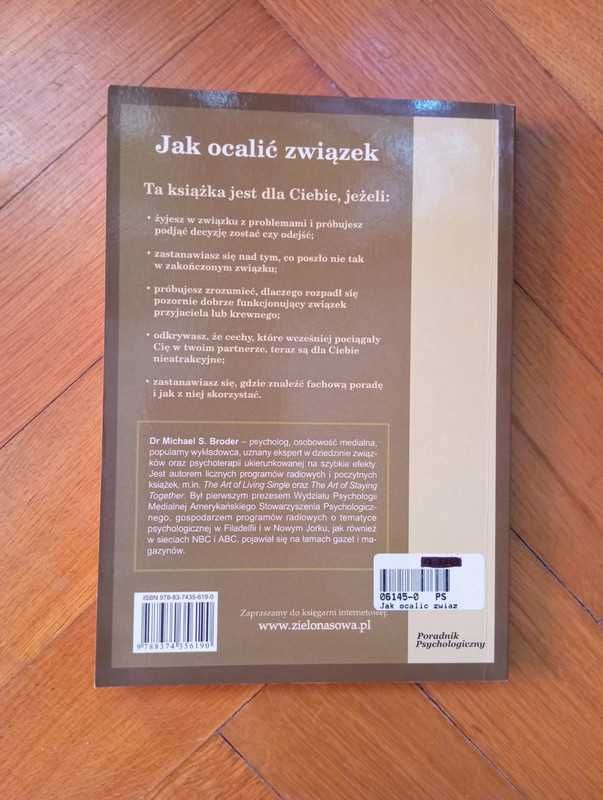 Jak ocalić związek
Ta książka jest dla Ciebie, jeżeli:
• żyjesz w związku z problemami i próbujesz
podjąć decyzję zostać czy odejść;
• zastanawiasz się nad tym, co poszło nie tak
w zakończonym związku;
• próbujesz zrozumieć, dlaczego rozpadł się
pozornie dobrze funkcjonujący związek
przyjaciela lub krewnego;
• odkrywasz, że cechy, które wcześniej pociągały
Cię w twoim partnerze, teraz są dla Ciebie
nieatrakcyjne;
• zastanawiasz się, gdzie znaleźć fachową poradę
i jak z niej skorzystać.
Dr Michael S. Broder – psycholog, osobowość medialna,
popularny wykładowca, uznany ekspert w dziedzinie związ-
ków oraz psychoterapii ukierunkowanej na szybkie efekty.
Jest autorem licznych programów radiowych i poczytnych
książek, m.in. The Art of Living Single oraz The Art of Staying
Together. Był pierwszym prezesem Wydziału Psychologii
Medialnej Amerykańskiego Stowarzyszenia Psychologicz-
nego, gospodarzem programów radiowych o tematyce
psychologicznej w Filadelfii i w Nowym Jorku, jak również
w sieciach NBC i ABC, pojawiał się na łamach gazet i ma-
gazynów.
06145-0 PS
Jak ocalic zwiaz
ISBN 978-83-7435-619-0
9 788374 356190
Zapraszamy do księgarni internetowej:
www.zielonasowa.pl
Poradnik
Psychologiczny